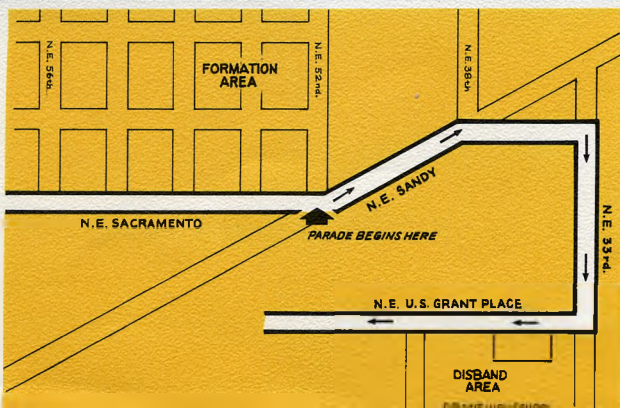 N.E. 56th.
FORMATION
AREA
N.E. 52nd.
N.E. 38th
N.E. SANDY
N.E. SACRAMENTO
PARADE BEGINS HERE
N.E. 33rd.
N.E. U.S. GRANT PLACE
DISBAND
AREA